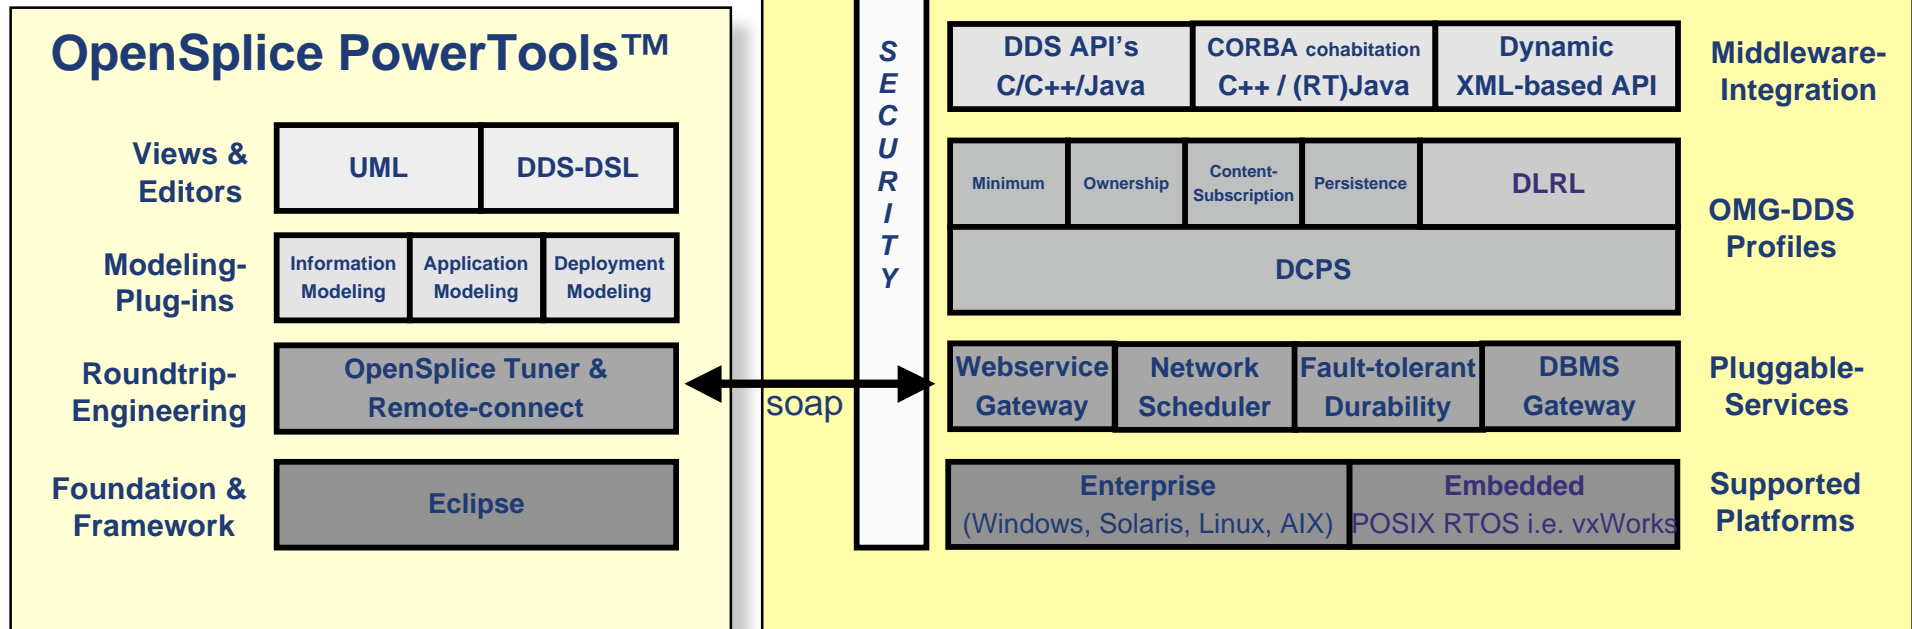 OpenSplice PowerTools™
Views &
Editors
UML
DDS-DSL
Modeling-
Plug-ins
Information
Modeling
Application
Modeling
Deployment
Modeling
Roundtrip-
Engineering
OpenSplice Tuner &
Remote-connect
Foundation &
Framework
Eclipse
soap
S
E
C
U
R
I
T
Y
DDS API’s
C/C++/Java
CORBA cohabitation
C++ / (RT)Java
Dynamic
XML-based API
Middleware-
Integration
Minimum
Ownership
Content-
Subscription
Persistence
DLRL
DCPS
OMG-DDS
Profiles
Webservice
Gateway
Network
Scheduler
Fault-tolerant
Durability
DBMS
Gateway
Pluggable-
Services
Enterprise
(Windows, Solaris, Linux, AIX)
Embedded
POSIX RTOS i.e. vxWorks
Supported
Platforms